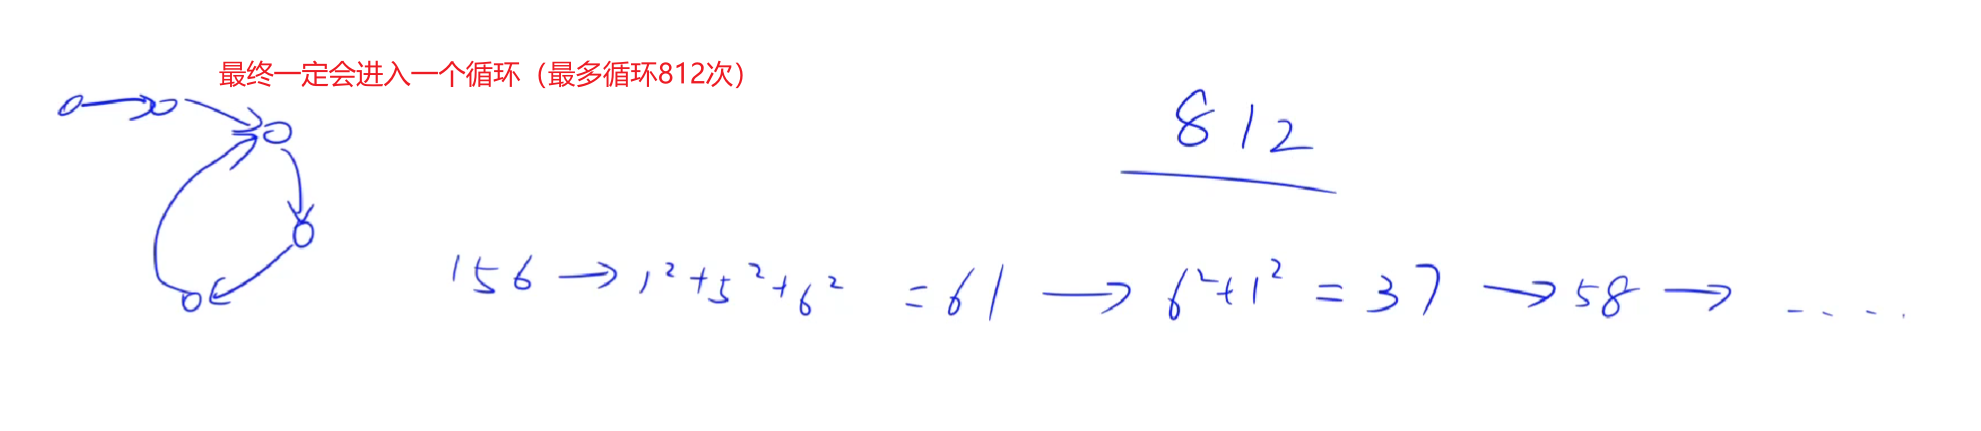 最终一定会进入一个循环（最多循环812次）
812
156 → 1²+5²+6² = 61 → 6²+1² = 37 → 58 → .....